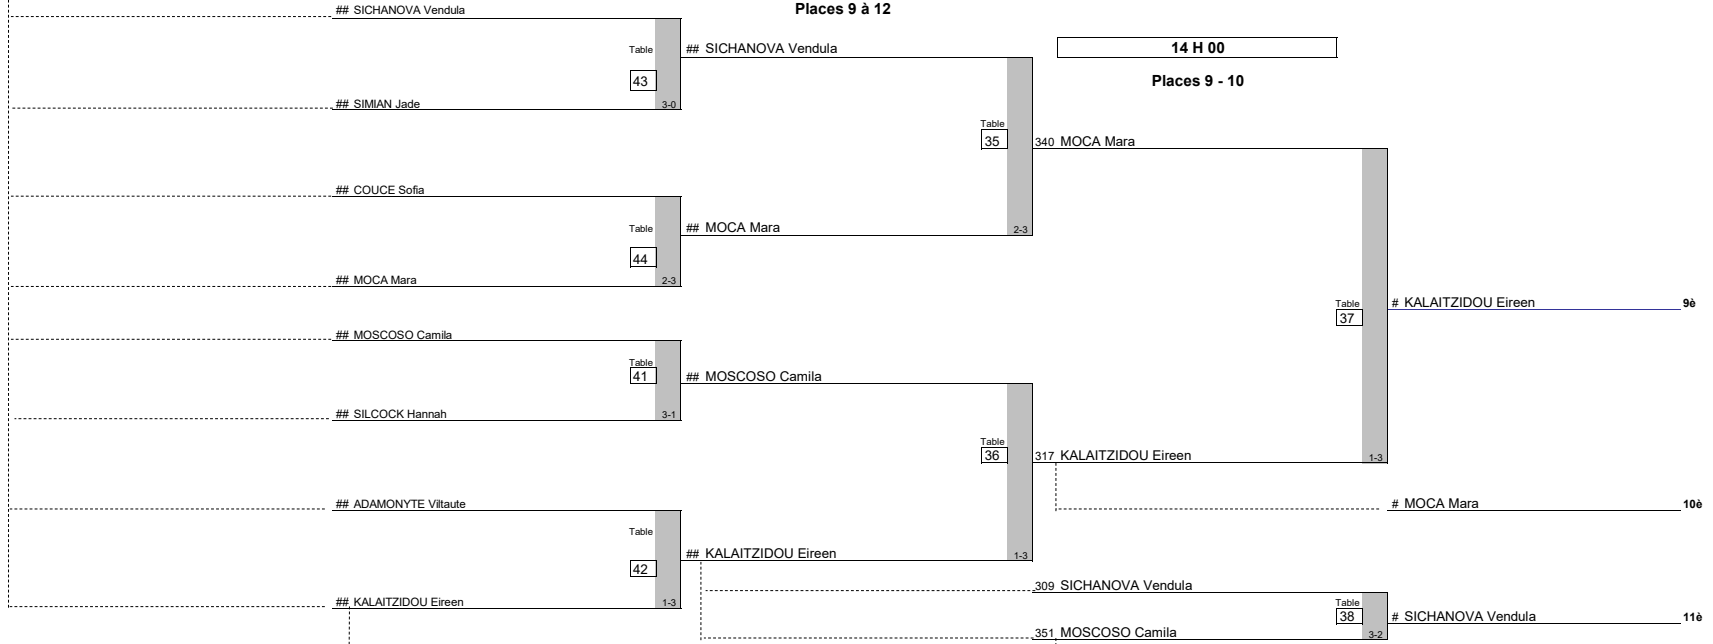 ## SICHANOVA Vendula
Places 9 à 12
Table
## SICHANOVA Vendula
14 H 00
43
Places 9 - 10
## SIMIAN Jade
3-0
Table
35
340 MOCA Mara
## COUCE Sofia
Table
## MOCA Mara
2-3
44
## MOCA Mara
2-3
# KALAITZIDOU Eireen
9è
Table
37
## MOSCOSO Camila
Table
41
## MOSCOSO Camila
## SILCOCK Hannah
3-1
Table
36
317 KALAITZIDOU Eireen
1-3
## ADAMONYTE Viltaute
# MOCA Mara
10è
Table
## KALAITZIDOU Eireen
1-3
42
309 SICHANOVA Vendula
## KALAITZIDOU Eireen
1-3
Table
38
# SICHANOVA Vendula
11è
351 MOSCOSO Camila
3-2